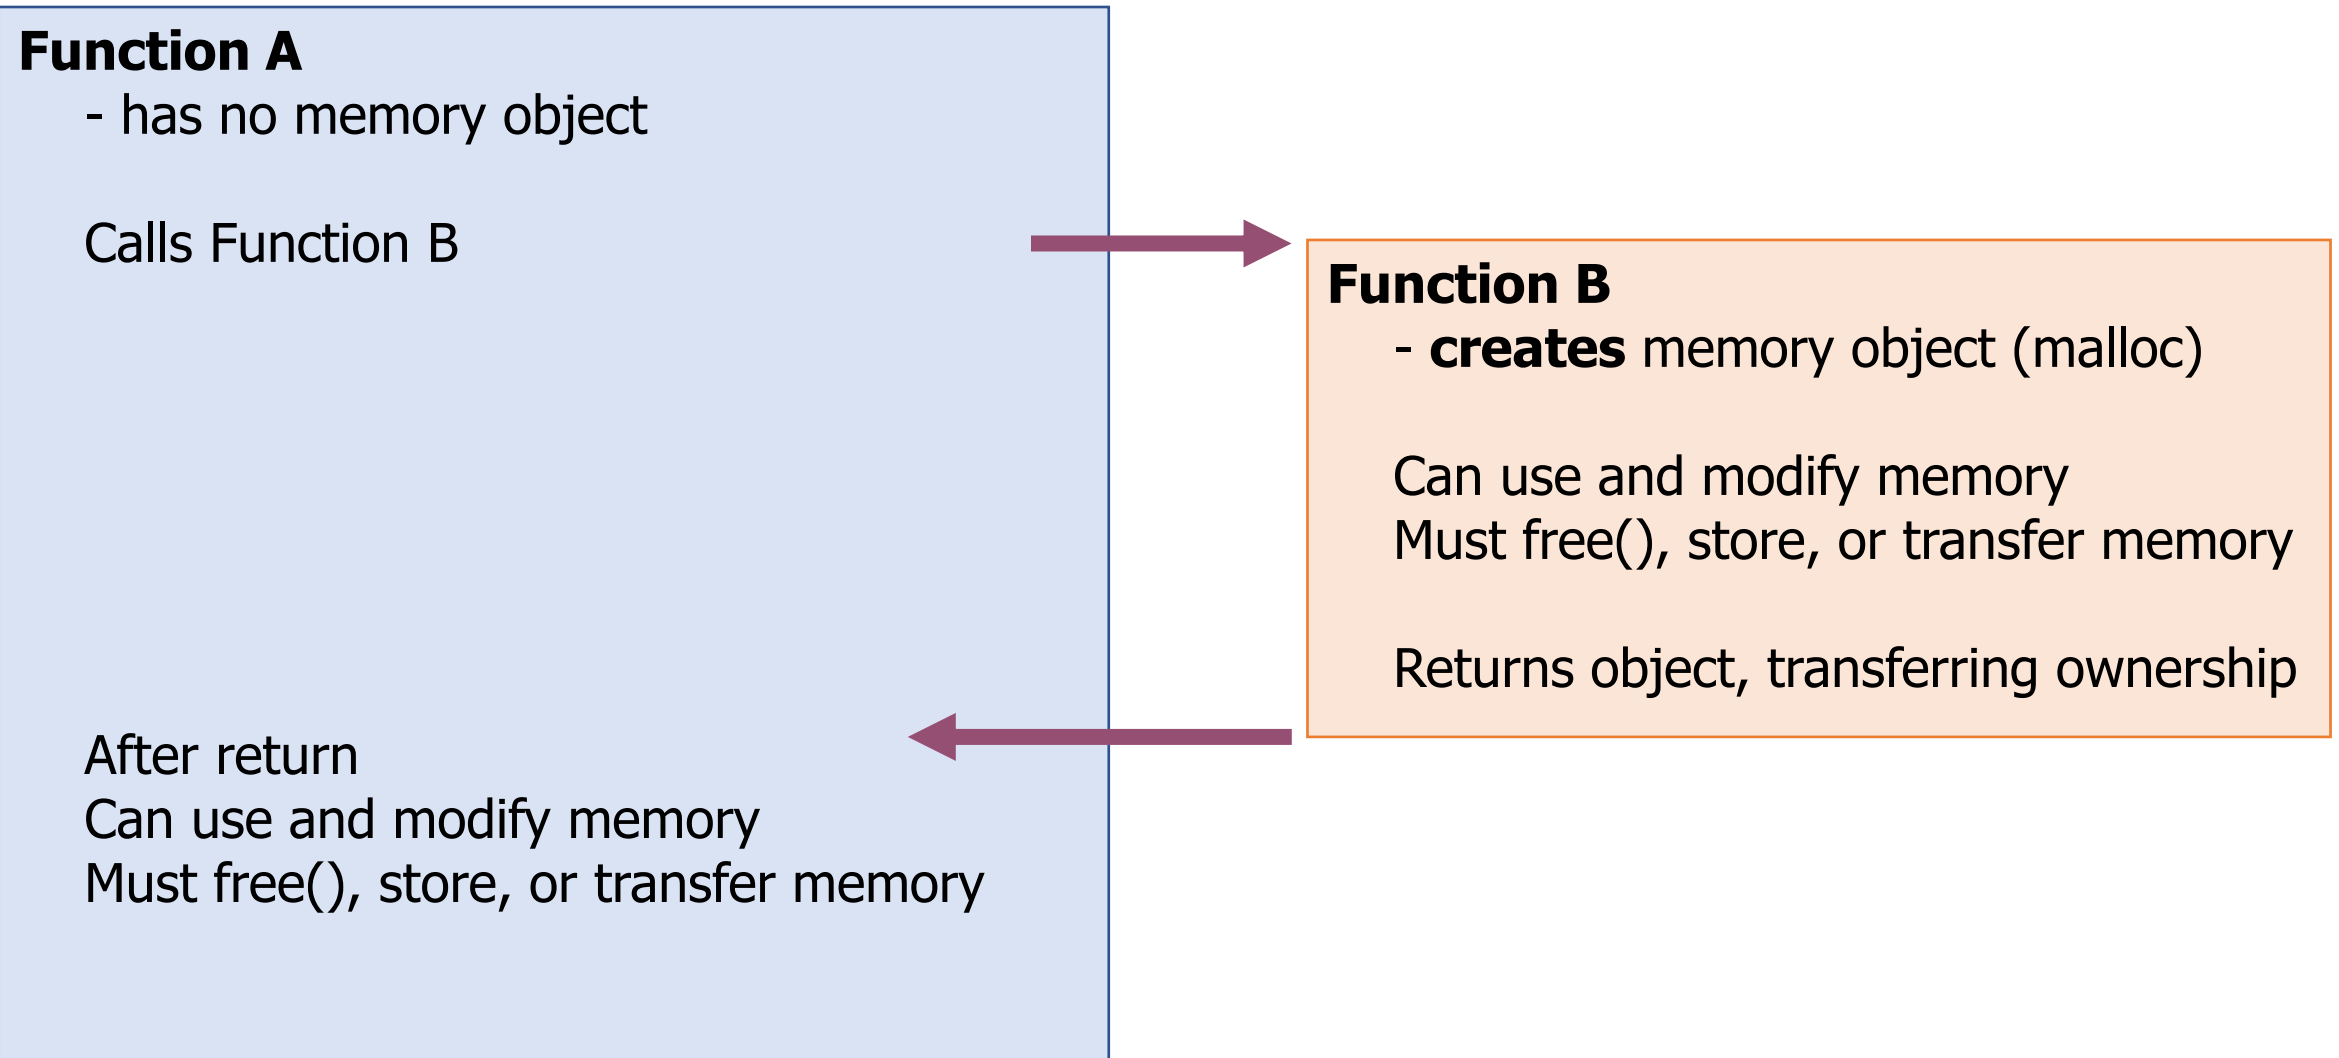 Function A
- has no memory object
Calls Function B
Function B
- creates memory object (malloc)
Can use and modify memory
Must free(), store, or transfer memory
Returns object, transferring ownership
After return
Can use and modify memory
Must free(), store, or transfer memory